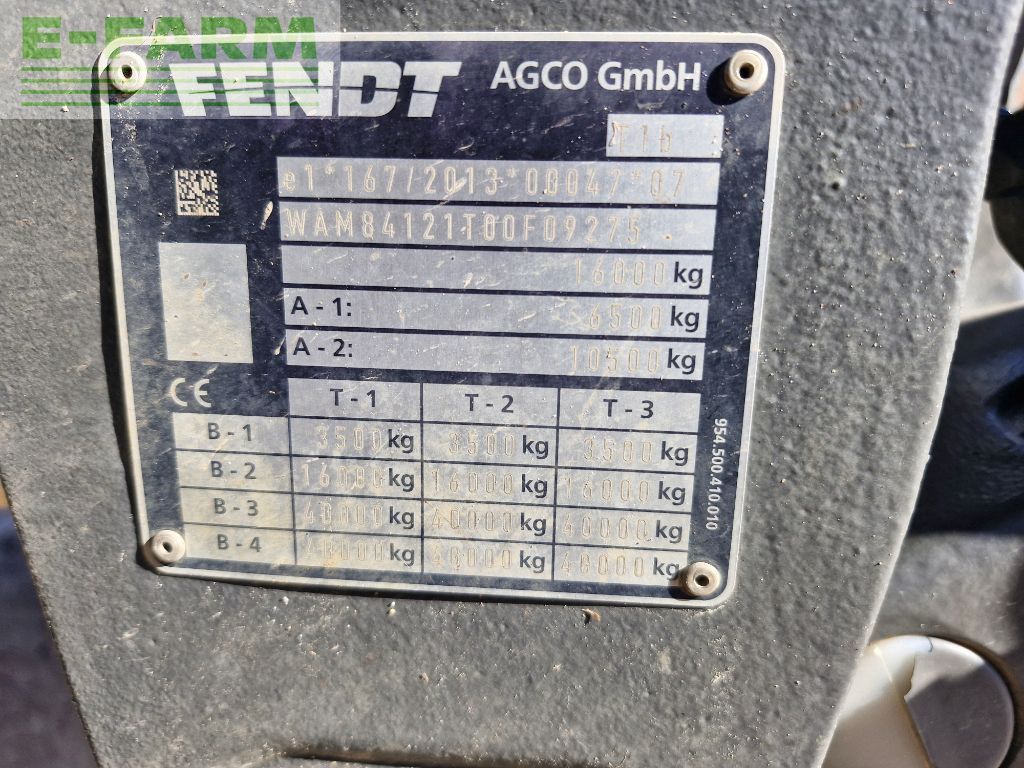 E-FARM
FENDT AGCO GmbH
T1b
e1*167/2013*00047*07
WAM84121T00F09275
16000 kg
A - 1: 6500 kg
A - 2: 10500 kg
CE
T - 1 T - 2 T - 3
B - 1 3500 kg 3500 kg 3500 kg
B - 2 16000 kg 16000 kg 16000 kg
B - 3 40000 kg 40000 kg 40000 kg
B - 4 40000 kg 40000 kg 40000 kg
954.500.410.010